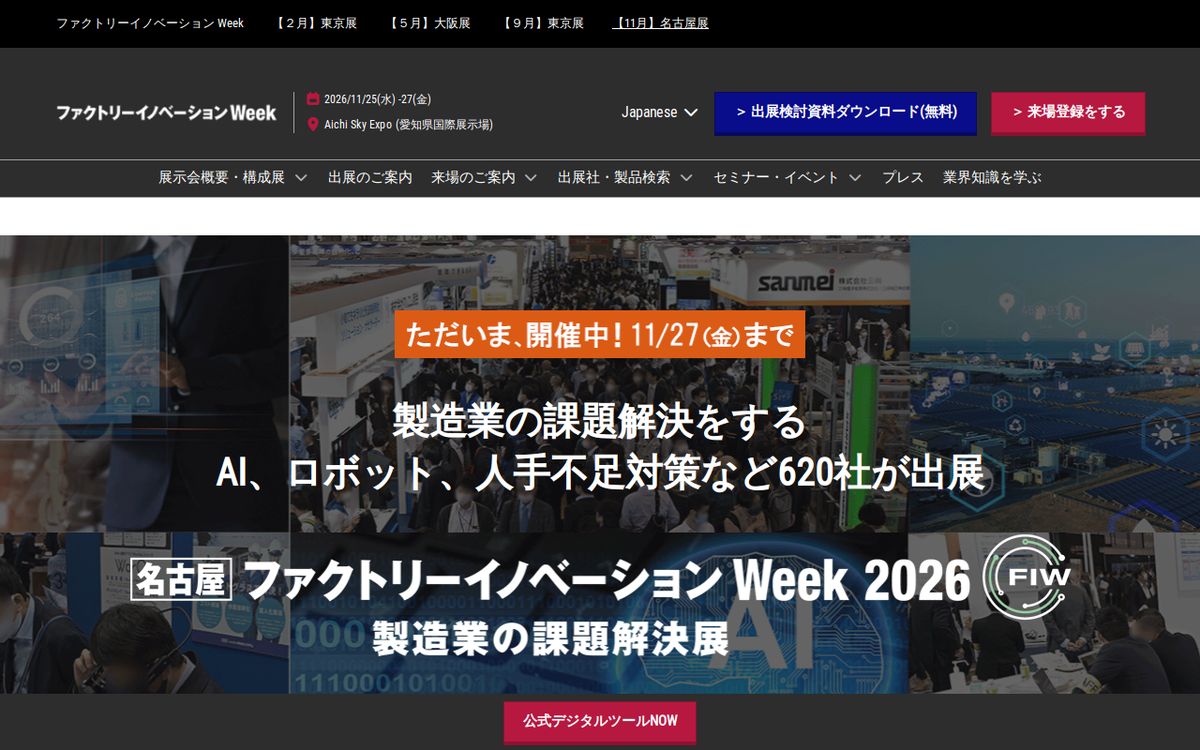 ファクトリーイノベーション Week
【２月】東京展
【５月】大阪展
【９月】東京展
【11月】名古屋展
ファクトリーイノベーション Week
2026/11/25(水) -27(金)
Aichi Sky Expo (愛知県国際展示場)
Japanese
＞出展検討資料ダウンロード(無料)
＞来場登録をする
展示会概要・構成展
出展のご案内
来場のご案内
出展社・製品検索
セミナー・イベント
プレス
業界知識を学ぶ
sanmei
ただいま、開催中！11/27（金）まで
製造業の課題解決をする
AI、ロボット、人手不足対策など620社が出展
名古屋 ファクトリーイノベーション Week 2026
FIW
製造業の課題解決展
AI
公式デジタルツールNOW